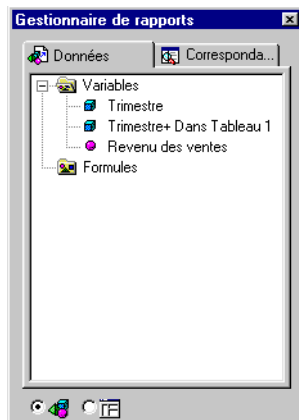 Gestionnaire de rapports
Données
Corresponda...
Variables
Trimestre
Trimestre+ Dans Tableau 1
Revenu des ventes
Formules